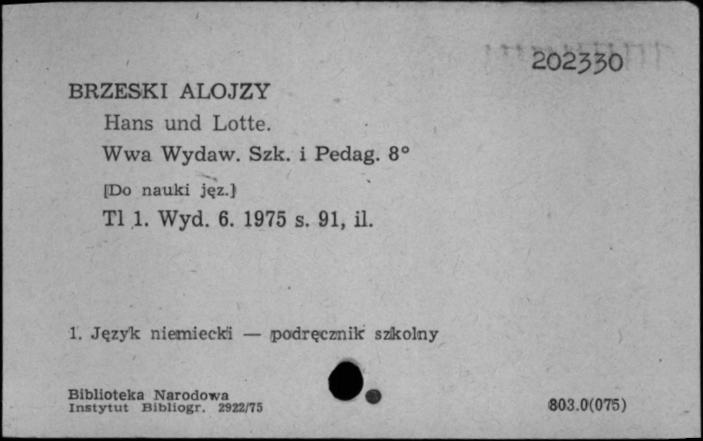 202330
BRZESKI ALOJZY
Hans und Lotte.
Wwa Wydaw. Szk. i Pedag. 8°
[Do nauki jęz.]
Tl 1. Wyd. 6. 1975 s. 91, il.
1. Język niemiecki — podręcznik szkolny
Biblioteka Narodowa
Instytut Bibliogr. 2922/75
803.0(075)